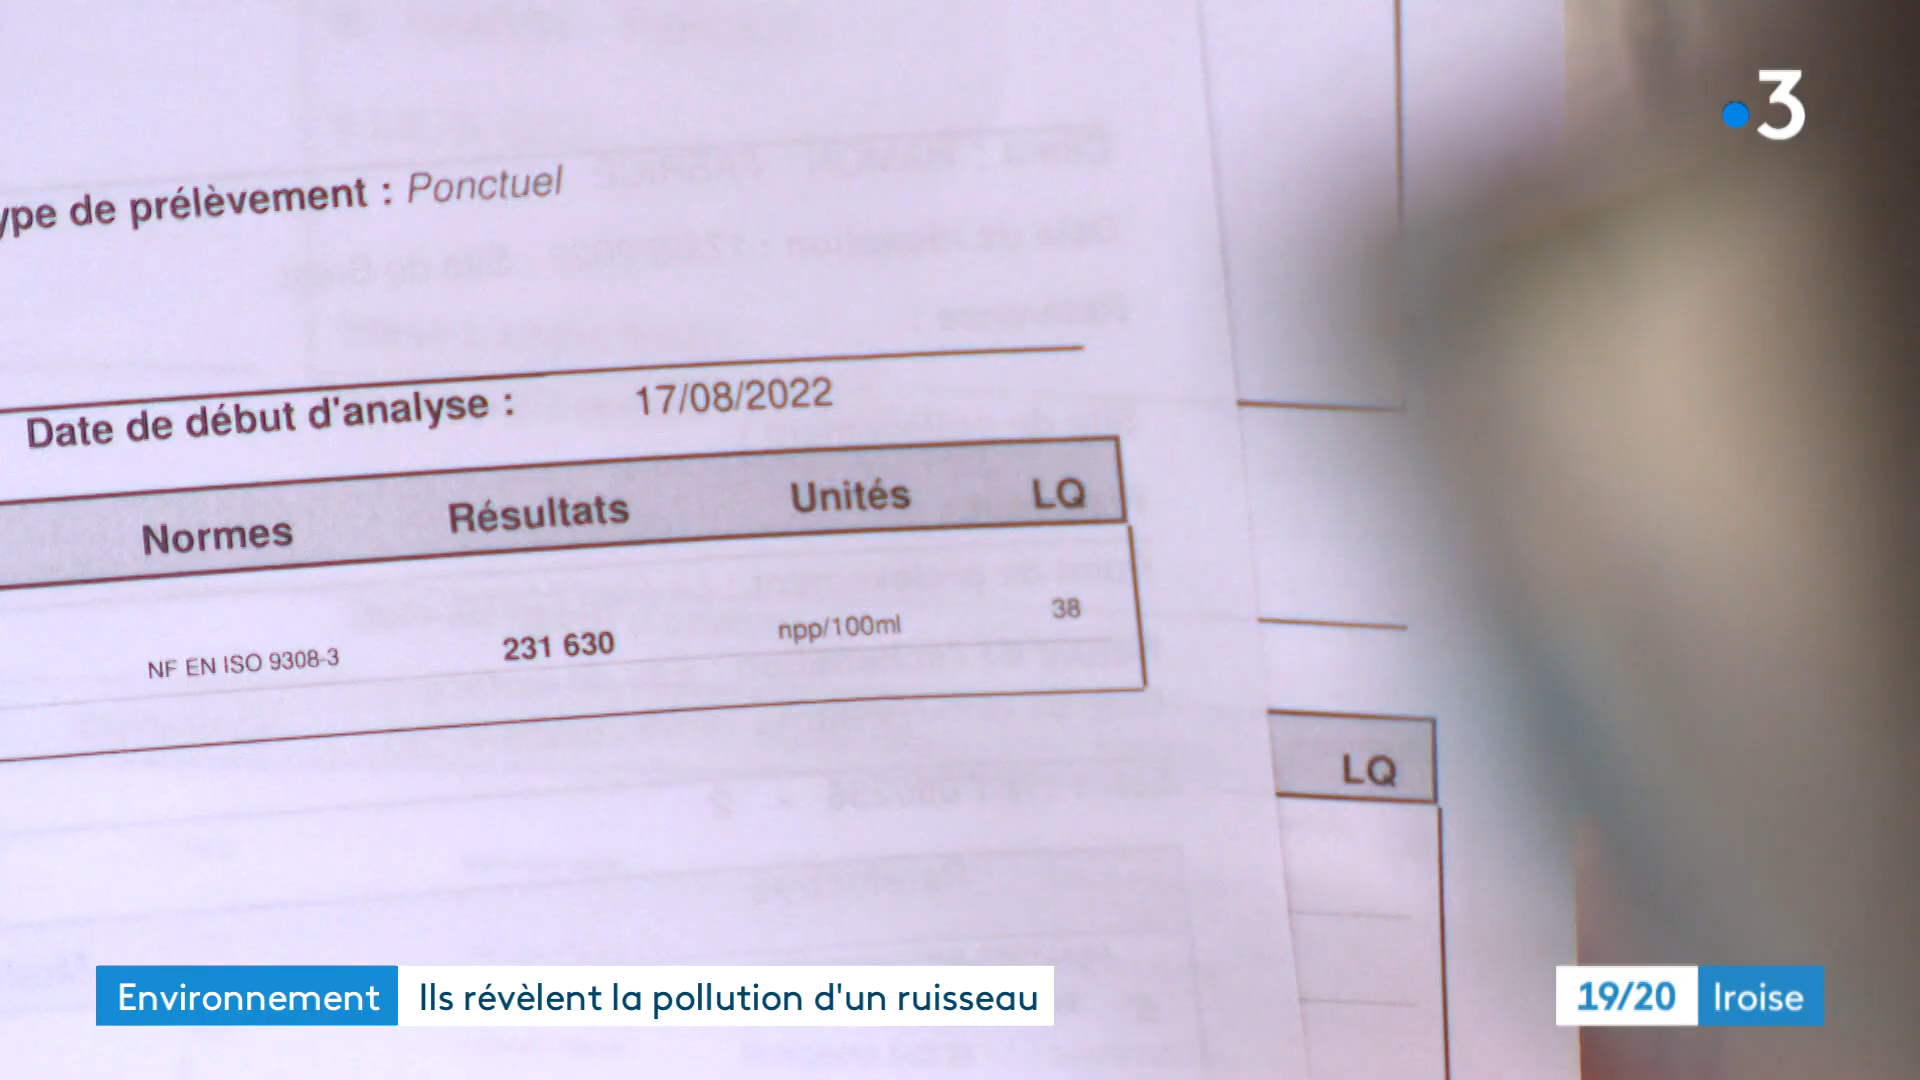 3
ype de prélèvement : Ponctuel
Date de début d'analyse : 17/08/2022
Normes Résultats Unités LQ
NF EN ISO 9308-3 231 630 npp/100ml 38
LQ
Environnement Ils révèlent la pollution d'un ruisseau
19/20 Iroise